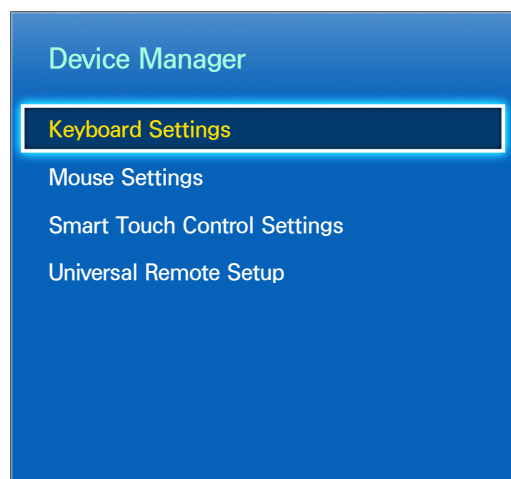 Device Manager
Keyboard Settings
Mouse Settings
Smart Touch Control Settings
Universal Remote Setup